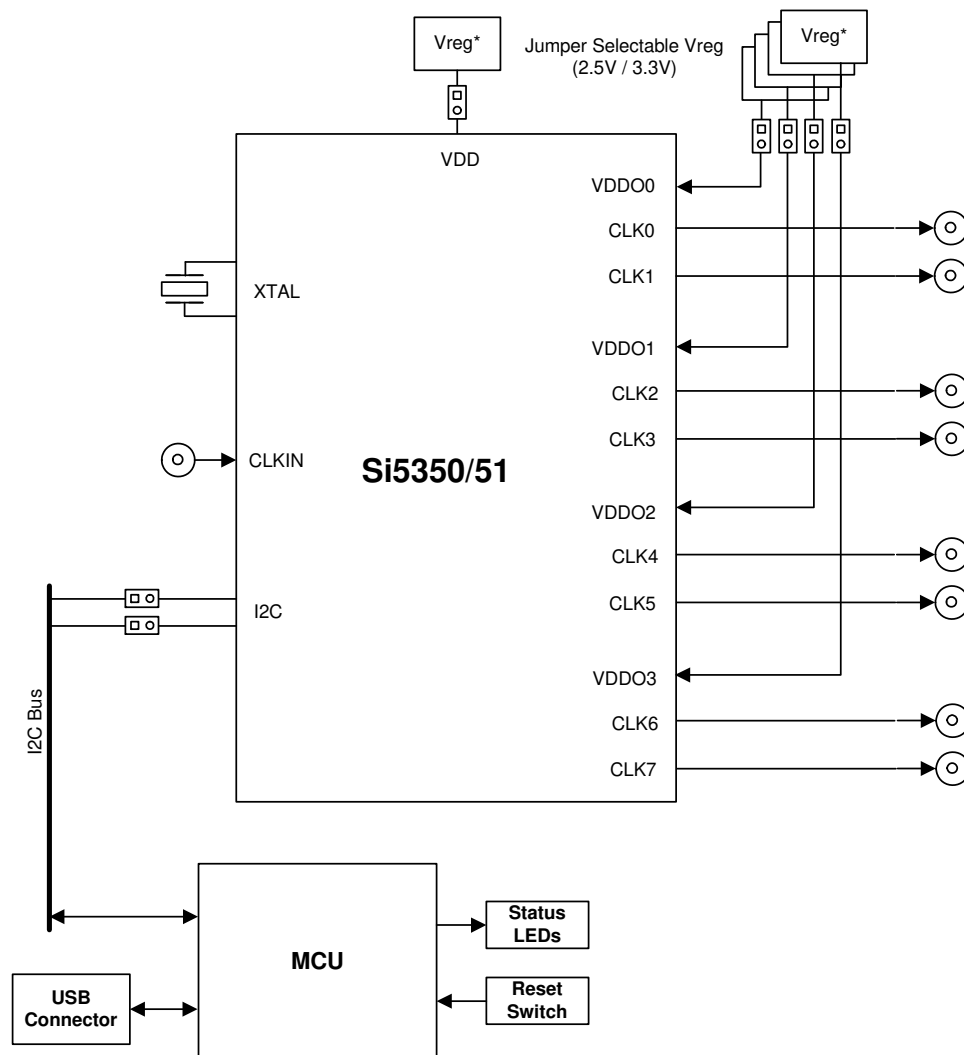 Vreg*
Jumper Selectable Vreg
(2.5V / 3.3V)
Vreg*
VDD
VDDO0
CLK0
CLK1
XTAL
VDDO1
CLK2
CLK3
CLKIN
Si5350/51
VDDO2
CLK4
CLK5
I2C
VDDO3
CLK6
CLK7
I2C Bus
MCU
Status
LEDs
Reset
Switch
USB
Connector